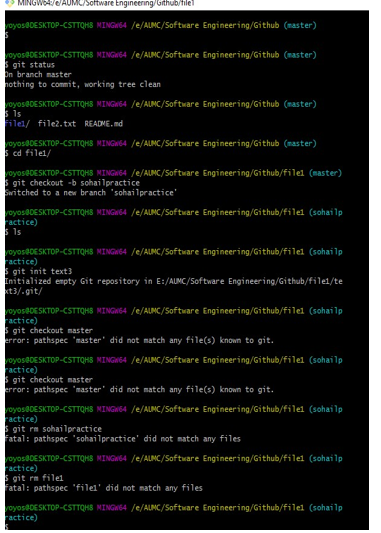 MINGW64:/e/AUMC/Software Engineering/Github/file1
yoyos@DESKTOP-CSTTQH8 MINGW64 /e/AUMC/Software Engineering/Github (master)
$
yoyos@DESKTOP-CSTTQH8 MINGW64 /e/AUMC/Software Engineering/Github (master)
$ git status
On branch master
nothing to commit, working tree clean
yoyos@DESKTOP-CSTTQH8 MINGW64 /e/AUMC/Software Engineering/Github (master)
$ ls
file1/  file2.txt  README.md
yoyos@DESKTOP-CSTTQH8 MINGW64 /e/AUMC/Software Engineering/Github (master)
$ cd file1/
yoyos@DESKTOP-CSTTQH8 MINGW64 /e/AUMC/Software Engineering/Github/file1 (master)
$ git checkout -b sohailpractice
Switched to a new branch 'sohailpractice'
yoyos@DESKTOP-CSTTQH8 MINGW64 /e/AUMC/Software Engineering/Github/file1 (sohailp
ractice)
$ ls
yoyos@DESKTOP-CSTTQH8 MINGW64 /e/AUMC/Software Engineering/Github/file1 (sohailp
ractice)
$ git init text3
Initialized empty Git repository in E:/AUMC/Software Engineering/Github/file1/te
xt3/.git/
yoyos@DESKTOP-CSTTQH8 MINGW64 /e/AUMC/Software Engineering/Github/file1 (sohailp
ractice)
$ git checkout master
error: pathspec 'master' did not match any file(s) known to git.
yoyos@DESKTOP-CSTTQH8 MINGW64 /e/AUMC/Software Engineering/Github/file1 (sohailp
ractice)
$ git checkout master
error: pathspec 'master' did not match any file(s) known to git.
yoyos@DESKTOP-CSTTQH8 MINGW64 /e/AUMC/Software Engineering/Github/file1 (sohailp
ractice)
$ git rm sohailpractice
fatal: pathspec 'sohailpractice' did not match any files
yoyos@DESKTOP-CSTTQH8 MINGW64 /e/AUMC/Software Engineering/Github/file1 (sohailp
ractice)
$ git rm file1
fatal: pathspec 'file1' did not match any files
yoyos@DESKTOP-CSTTQH8 MINGW64 /e/AUMC/Software Engineering/Github/file1 (sohailp
ractice)
$